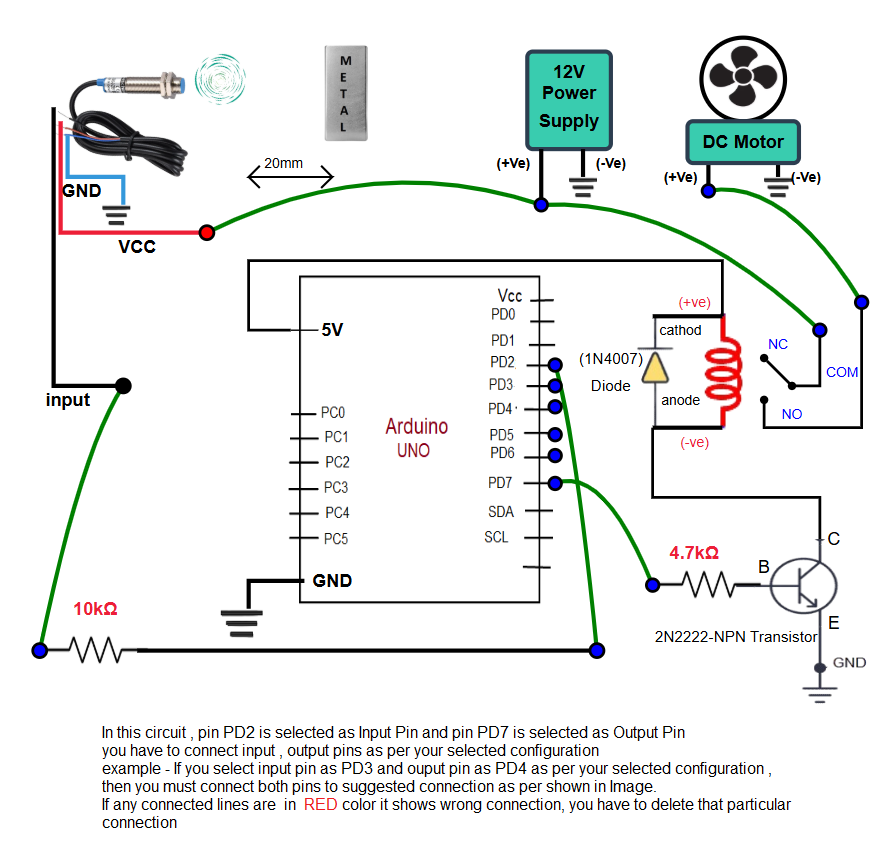 METAL
12V
Power
Supply
DC Motor
(+Ve)
(-Ve)
(+Ve)
(-Ve)
20mm
GND
VCC
Vcc
PD0
5V
PD1
PD2
PD3
PD4
PD5
PD6
PD7
SDA
SCL
PC0
PC1
PC2
PC3
PC4
PC5
GND
Arduino
UNO
input
(+ve)
cathod
(1N4007)
Diode
anode
(-ve)
NC
COM
NO
10kΩ
4.7kΩ
B
C
E
2N2222-NPN Transistor
GND
In this circuit , pin PD2 is selected as Input Pin and pin PD7 is selected as Output Pin
you have to connect input , output pins as per your selected configuration
example - If you select input pin as PD3 and ouput pin as PD4 as per your selected configuration ,
then you must connect both pins to suggested connection as per shown in Image.
If any connected lines are in RED color it shows wrong connection, you have to delete that particular
connection